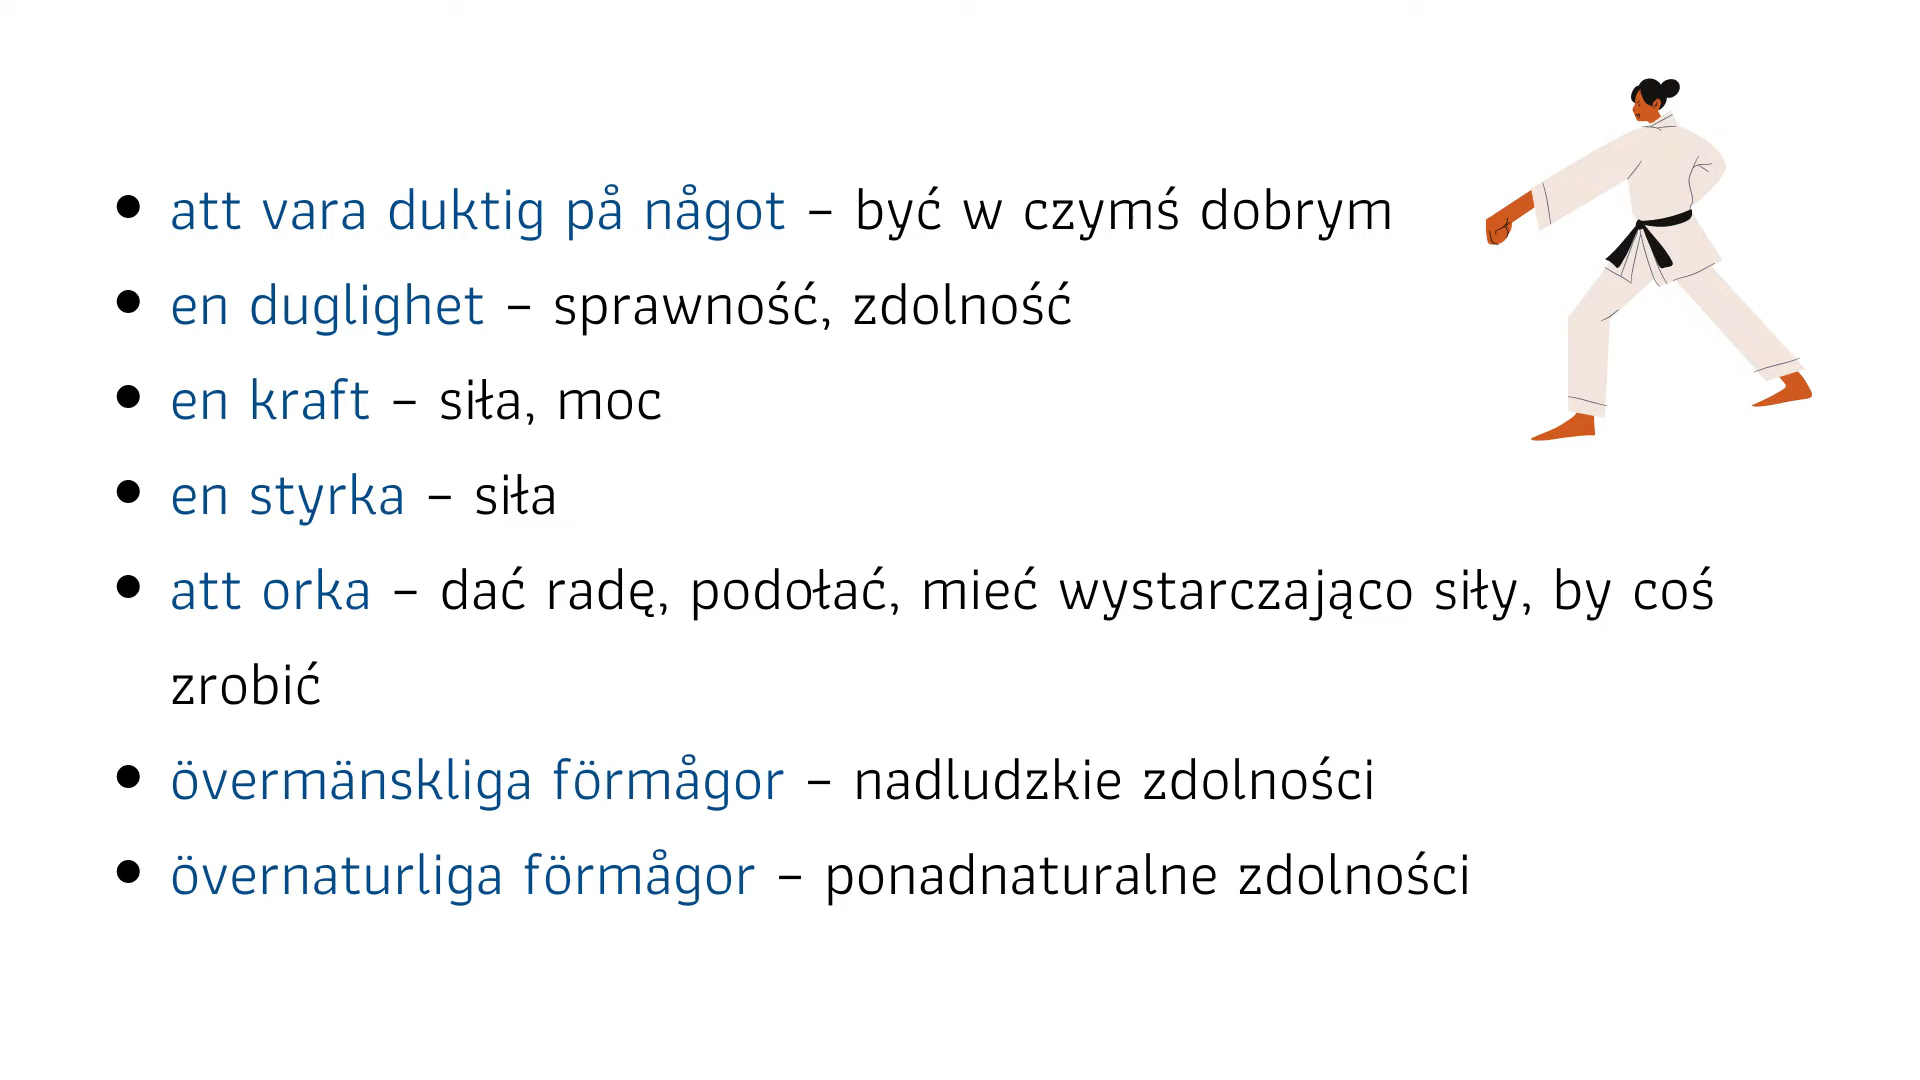 • att vara duktig på något – być w czymś dobrym
• en duglighet – sprawność, zdolność
• en kraft – siła, moc
• en styrka – siła
• att orka – dać radę, podołać, mieć wystarczająco siły, by coś
zrobić
• övermänskliga förmågor – nadludzkie zdolności
• övernaturliga förmågor – ponadnaturalne zdolności